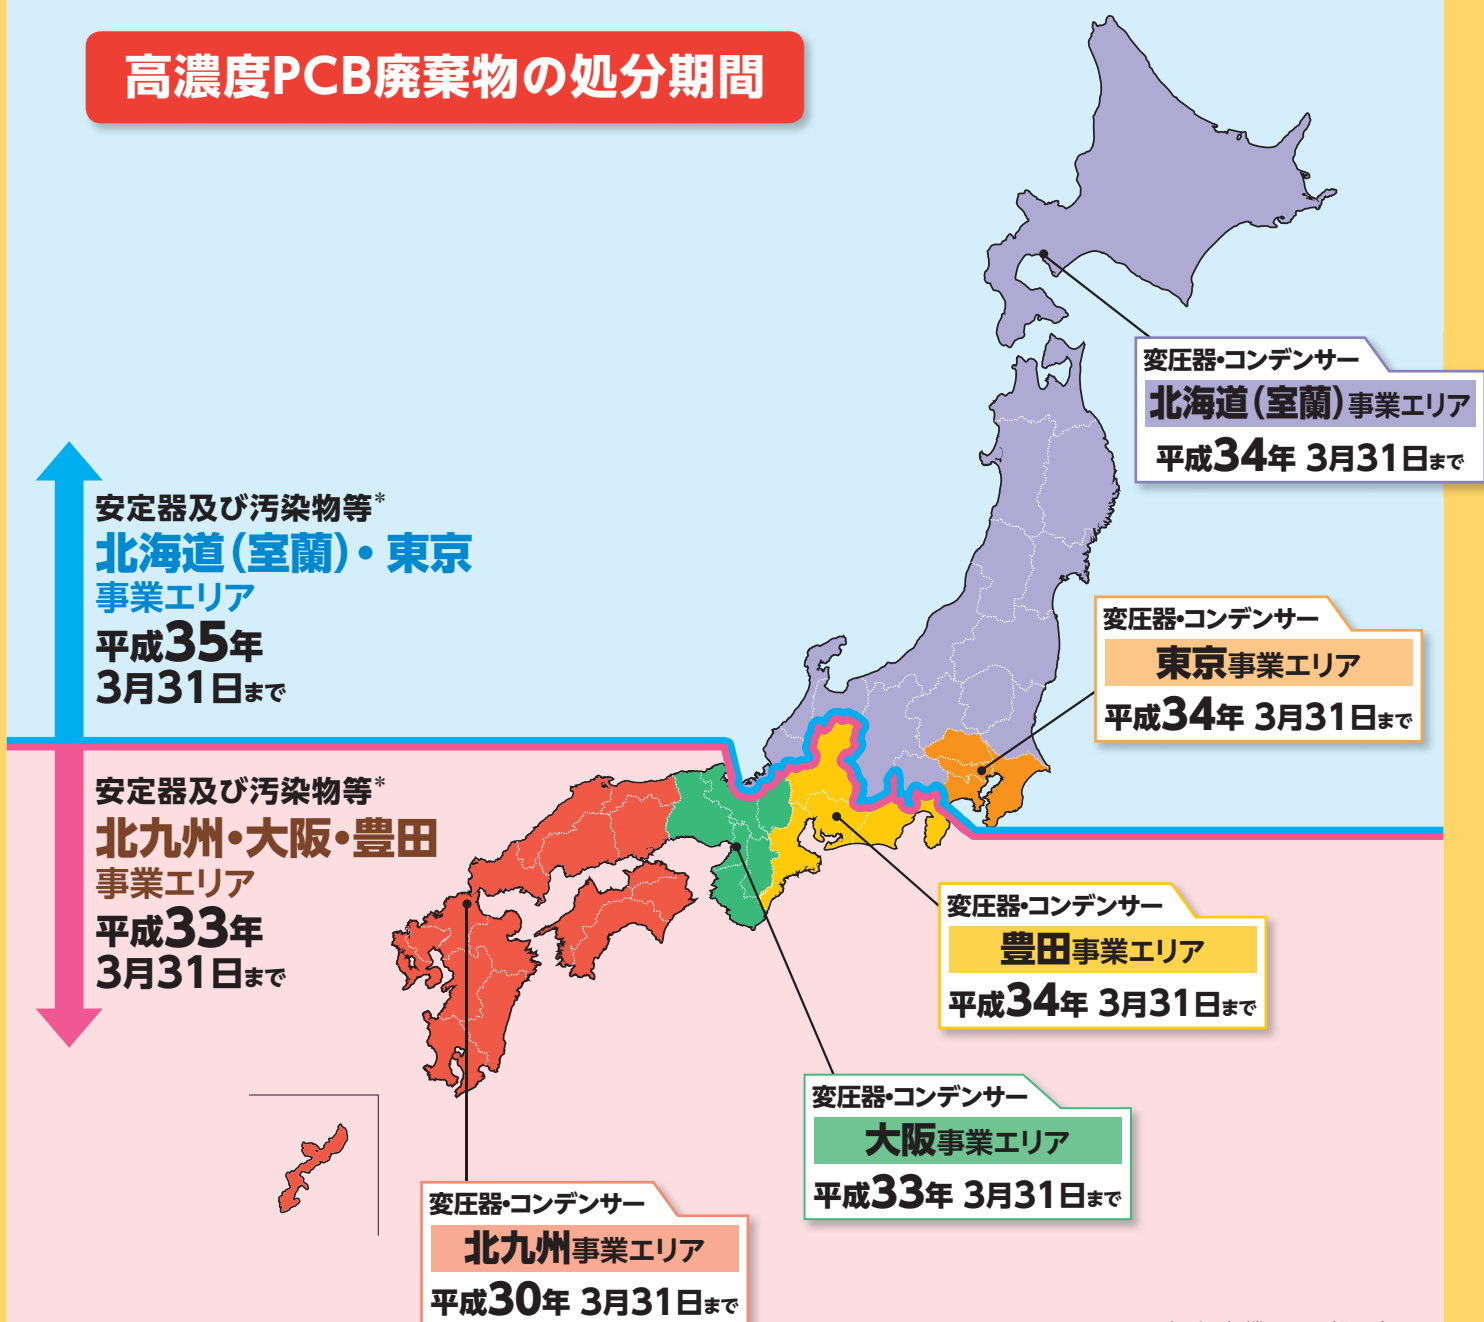 高濃度PCB廃棄物の処分期間
変圧器・コンデンサー
北海道(室蘭)事業エリア
平成34年 3月31日まで
安定器及び汚染物等*
北海道(室蘭)・東京
事業エリア
平成35年
3月31日まで
変圧器・コンデンサー
東京事業エリア
平成34年 3月31日まで
安定器及び汚染物等*
北九州・大阪・豊田
事業エリア
平成33年
3月31日まで
変圧器・コンデンサー
豊田事業エリア
平成34年 3月31日まで
変圧器・コンデンサー
大阪事業エリア
平成33年 3月31日まで
変圧器・コンデンサー
北九州事業エリア
平成30年 3月31日まで